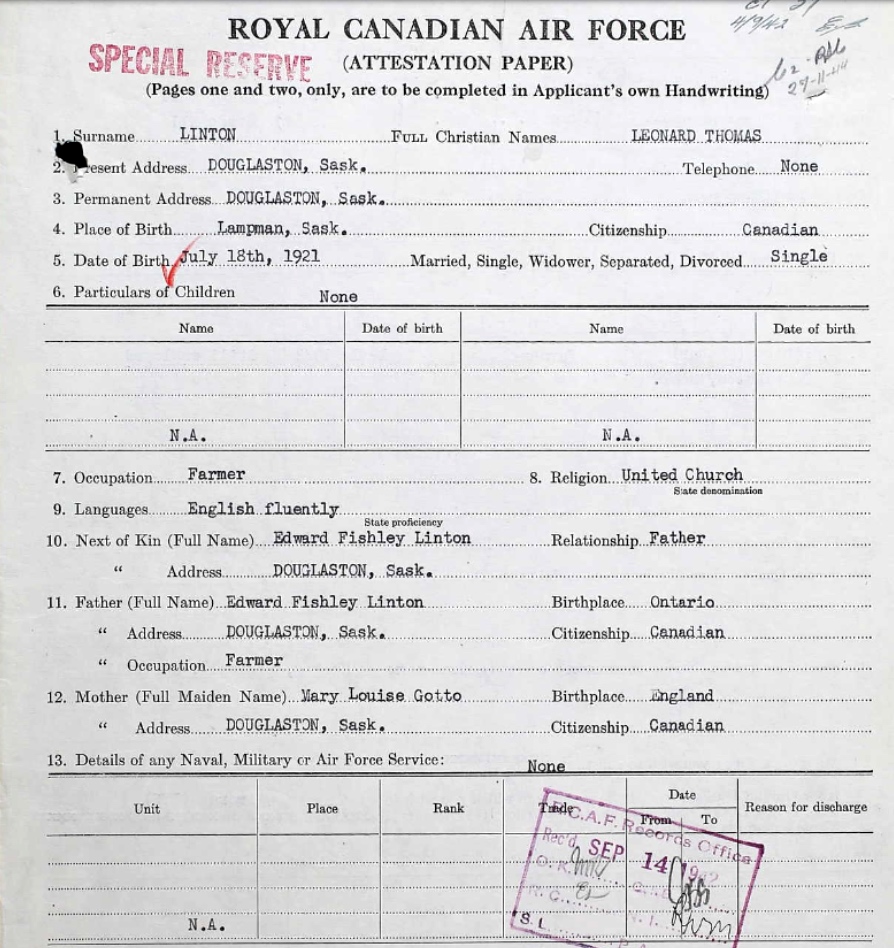 ROYAL CANADIAN AIR FORCE
4/9/42
SPECIAL RESERVE (ATTESTATION PAPER)
27-11-44
(Pages one and two, only, are to be completed in Applicant's own Handwriting)
1. Surname LINTON FULL Christian Names LEONARD THOMAS
2. Present Address DOUGLASTON, Sask. Telephone None
3. Permanent Address DOUGLASTON, Sask.
4. Place of Birth Lampman, Sask. Citizenship Canadian
5. Date of Birth July 18th, 1921 Married, Single, Widower, Separated, Divorced Single
6. Particulars of Children None
Name Date of birth Name Date of birth
N.A. N.A.
7. Occupation Farmer 8. Religion United Church
State denomination
9. Languages English fluently
State proficiency
10. Next of Kin (Full Name) Edward Fishley Linton Relationship Father
" Address DOUGLASTON, Sask.
11. Father (Full Name) Edward Fishley Linton Birthplace Ontario
" Address DOUGLASTON, Sask. Citizenship Canadian
" Occupation Farmer
12. Mother (Full Maiden Name) Mary Louise Gotto Birthplace England
" Address DOUGLASTON, Sask. Citizenship Canadian
13. Details of any Naval, Military or Air Force Service: None
Unit Place Rank Trade Date Reason for discharge
From To
R.C.A.F. Records Office
Rec'd SEP 14 1942
O.K.
R.C.
S.L.
N.A.